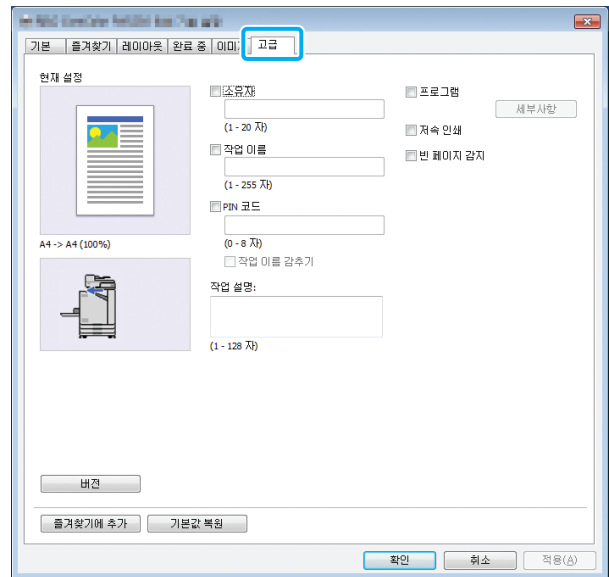 기본 즐겨찾기 레이아웃 완료 중 이미 고급
현재 설정
소유자
(1 - 20 자)
작업 이름
(1 - 255 자)
PIN 코드
(0 - 8 자)
작업 이름 감추기
작업 설명:
(1 - 128 자)
프로그램
세부사항
저속 인쇄
빈 페이지 감지
A4 -> A4 (100%)
버전
즐겨찾기에 추가 기본값 복원
확인 취소 적용(A)